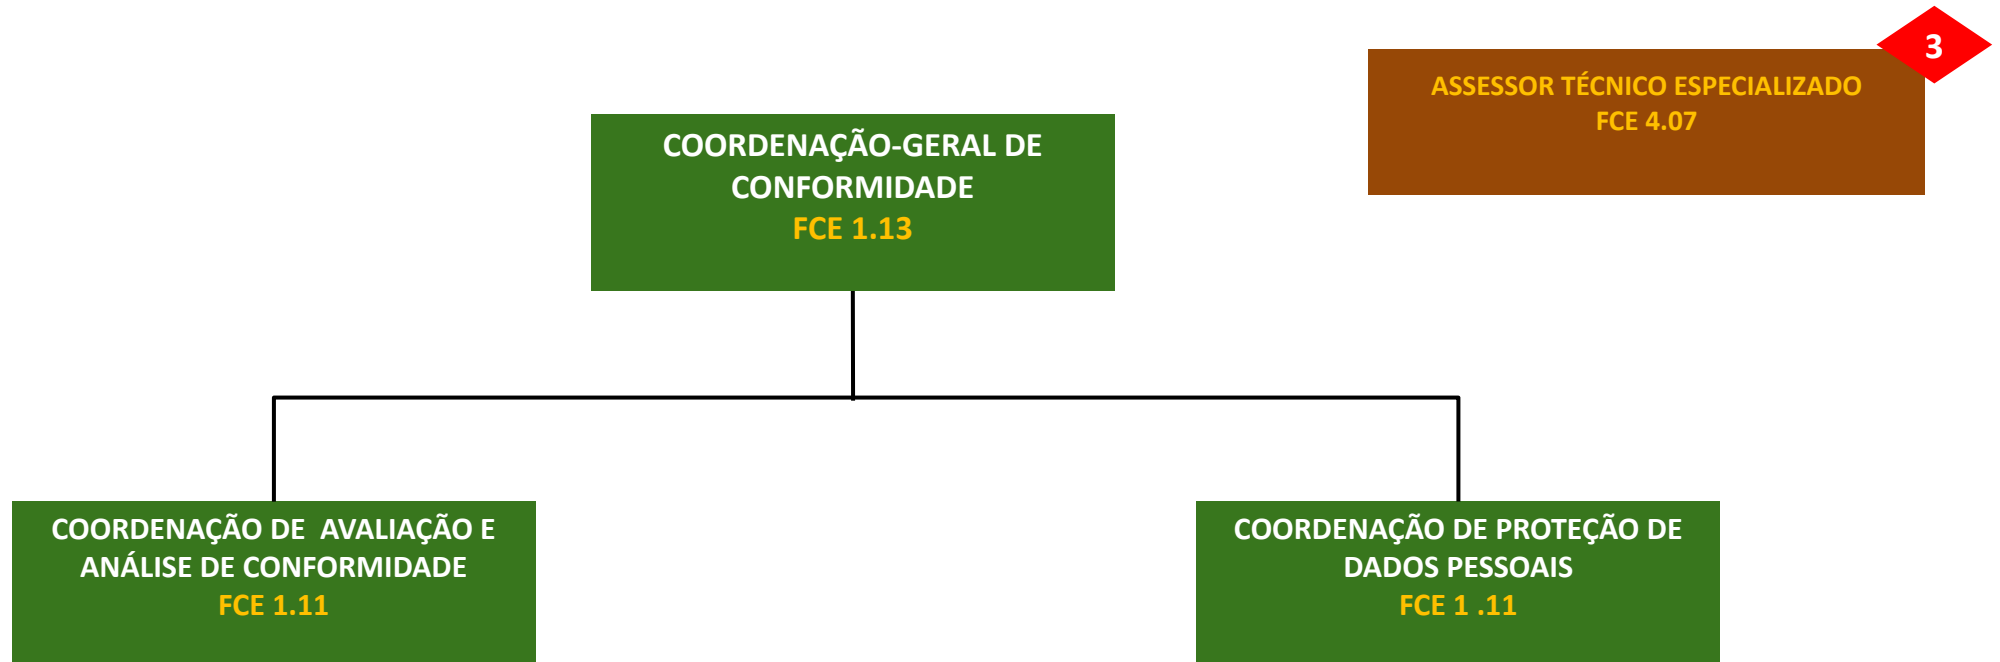 3
ASSESSOR TÉCNICO ESPECIALIZADO
FCE 4.07
COORDENAÇÃO-GERAL DE
CONFORMIDADE
FCE 1.13
COORDENAÇÃO DE  AVALIAÇÃO E
ANÁLISE DE CONFORMIDADE
FCE 1.11
COORDENAÇÃO DE PROTEÇÃO DE
DADOS PESSOAIS
FCE 1 .11